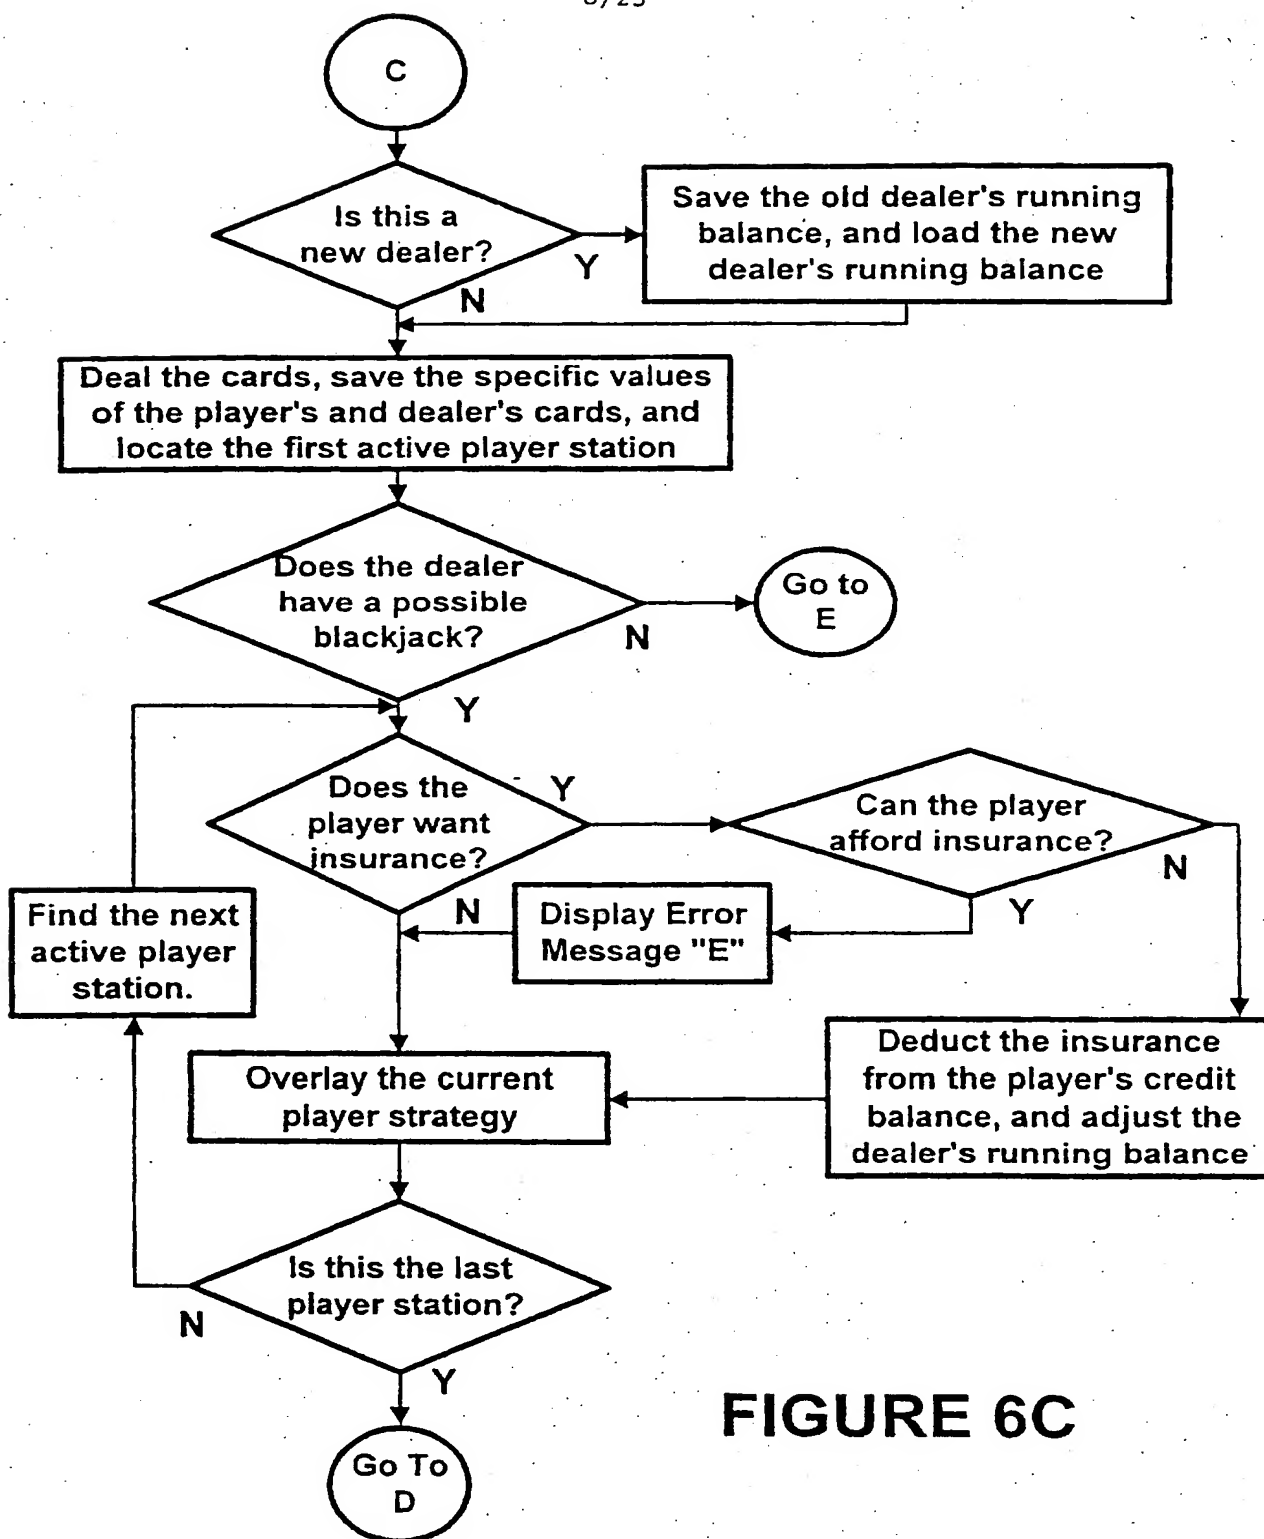 C
Is this a
new dealer?
Y
N
Save the old dealer's running
balance, and load the new
dealer's running balance
Deal the cards, save the specific values
of the player's and dealer's cards, and
locate the first active player station
Does the dealer
have a possible
blackjack?
N
Go to
E
Y
Does the
player want
insurance?
Y
Can the player
afford insurance?
N
Y
N
Display Error
Message "E"
Find the next
active player
station.
Overlay the current
player strategy
Deduct the insurance
from the player's credit
balance, and adjust the
dealer's running balance
Is this the last
player station?
N
Y
Go To
D
FIGURE 6C